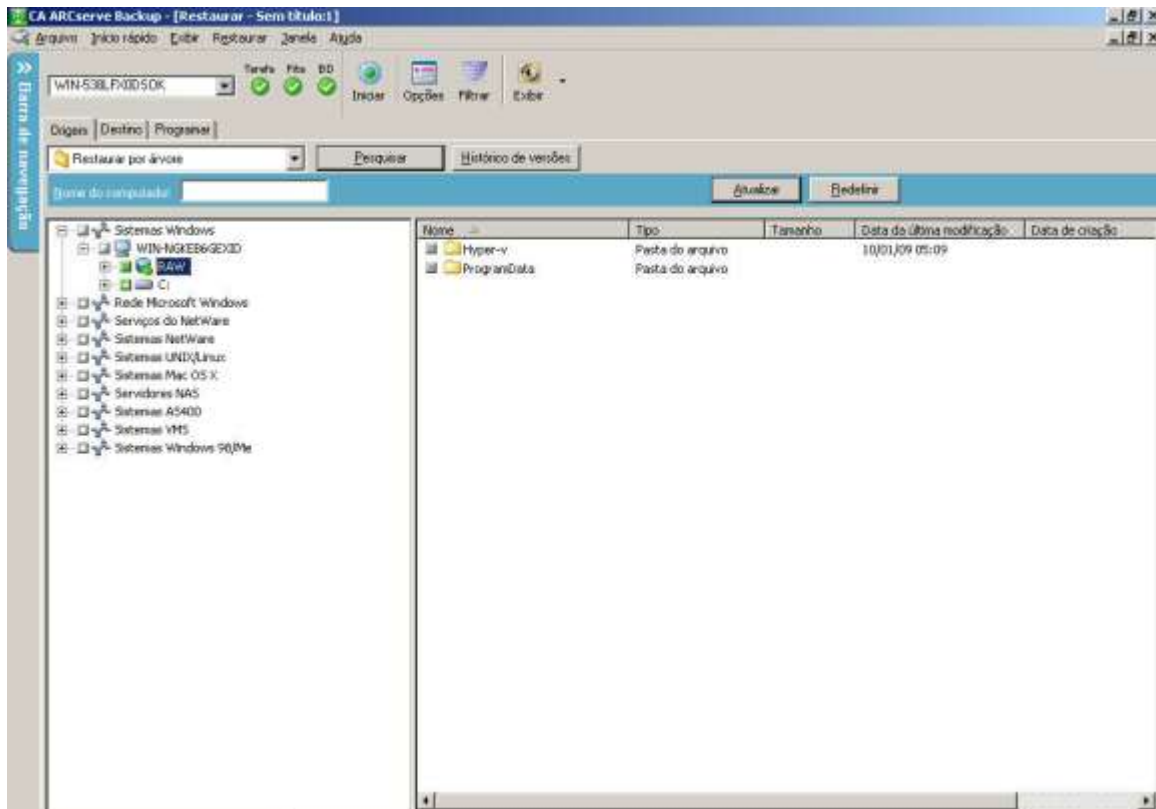 CA ARCserve Backup - [Restaurar - Sem título:1]
Arquivo Início rápido Exibir Restaurar Janela Ajuda
Barra de navegação
Tarefa Fita BD
Iniciar Opções Filtrar Exibir
Origem Destino Programar
Restaurar por árvore Pesquisar Histórico de versões
Nome do computador Atualizar Redefinir
Sistemas Windows
RAW
C:
Rede Microsoft Windows
Serviços do NetWare
Sistemas NetWare
Sistemas UNIX/Linux
Sistemas Mac OS X
Servidores NAS
Sistemas AS400
Sistemas VMS
Sistemas Windows 98/Me
Nome Tipo Tamanho Data da última modificação Data de criação
Hyper-v Pasta do arquivo 10/01/09 05:09
ProgramData Pasta do arquivo